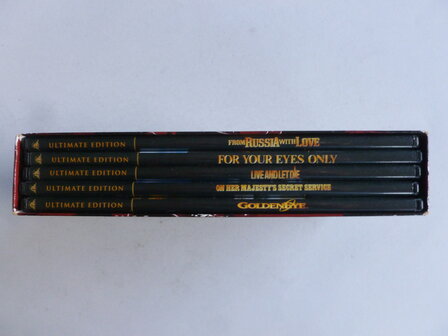 ULTIMATE EDITION FROM RUSSIA WITH LOVE
ULTIMATE EDITION FOR YOUR EYES ONLY
ULTIMATE EDITION LIVE AND LET DIE
ULTIMATE EDITION ON HER MAJESTY'S SECRET SERVICE
ULTIMATE EDITION GOLDENEYE